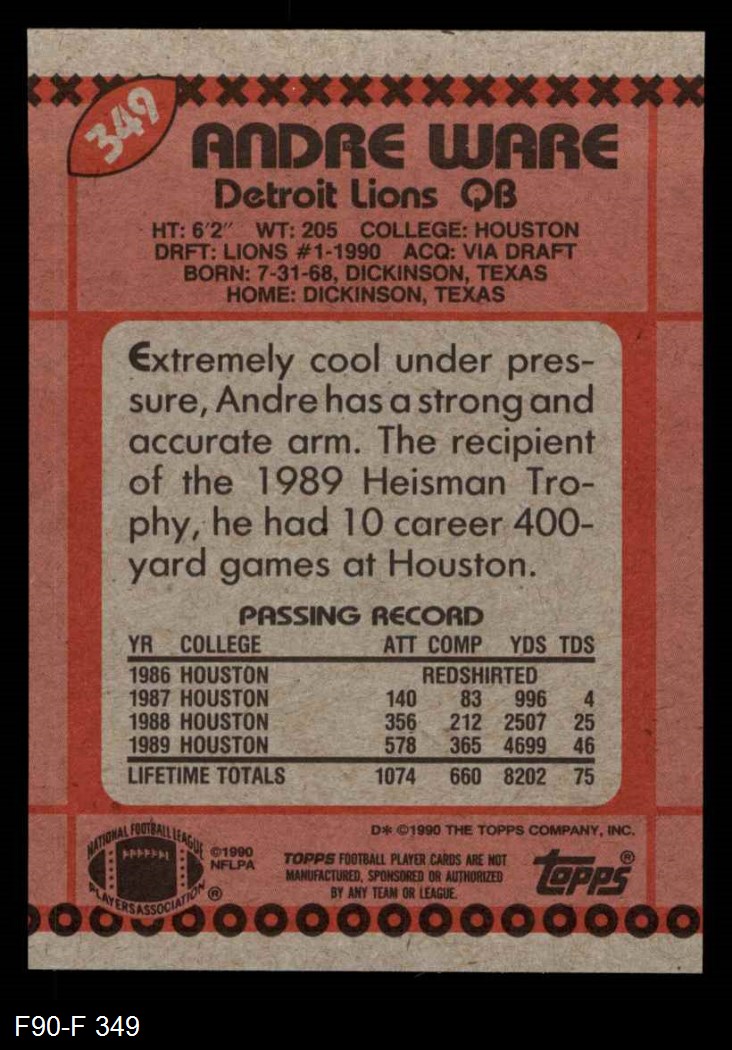 349
ANDRE WARE
Detroit Lions QB
HT: 6'2" WT: 205 COLLEGE: HOUSTON
DRFT: LIONS #1-1990 ACQ: VIA DRAFT
BORN: 7-31-68, DICKINSON, TEXAS
HOME: DICKINSON, TEXAS
Extremely cool under pres-
sure, Andre has a strong and
accurate arm. The recipient
of the 1989 Heisman Tro-
phy, he had 10 career 400-
yard games at Houston.
PASSING RECORD
YR COLLEGE ATT COMP YDS TDS
1986 HOUSTON REDSHIRTED
1987 HOUSTON 140 83 996 4
1988 HOUSTON 356 212 2507 25
1989 HOUSTON 578 365 4699 46
LIFETIME TOTALS 1074 660 8202 75
D* ©1990 THE TOPPS COMPANY, INC.
NATIONAL FOOTBALL LEAGUE
PLAYERS ASSOCIATION ®
©1990
NFLPA
TOPPS FOOTBALL PLAYER CARDS ARE NOT
MANUFACTURED, SPONSORED OR AUTHORIZED
BY ANY TEAM OR LEAGUE.
topps®
F90-F 349